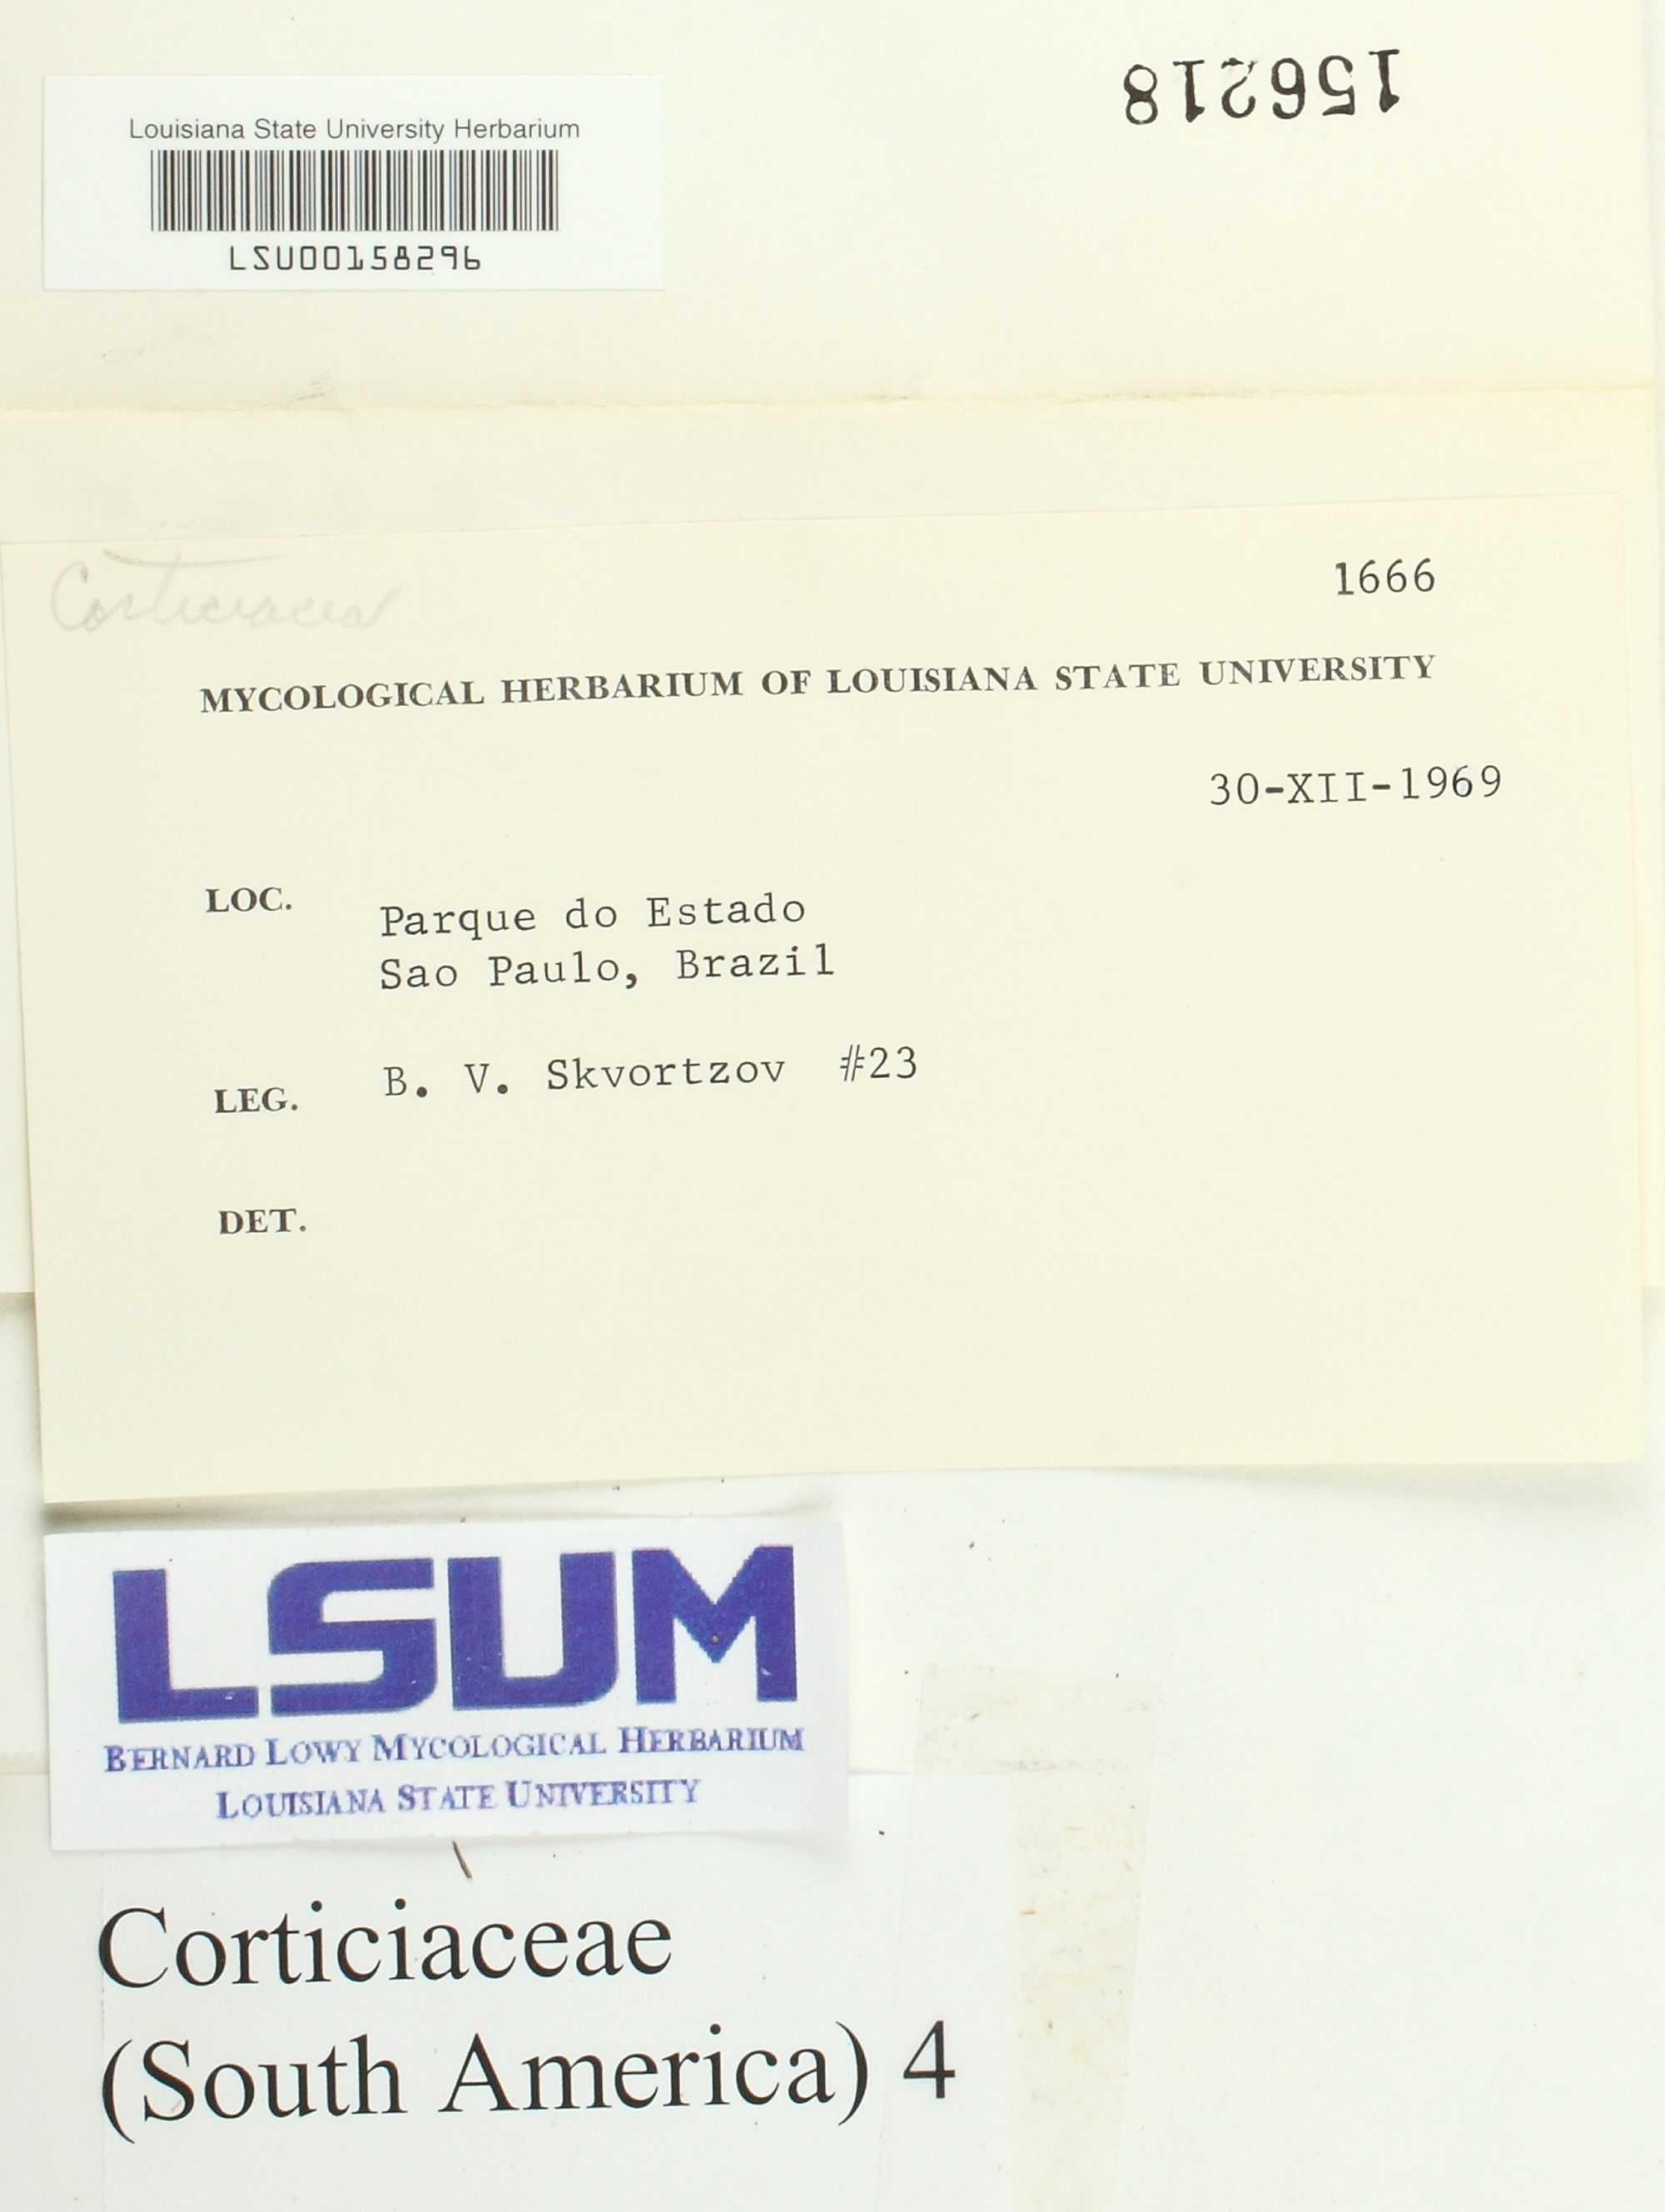 156218
Louisiana State University Herbarium
LSU00158296
Corticiaceae
1666
MYCOLOGICAL HERBARIUM OF LOUISIANA STATE UNIVERSITY
30-XII-1969
LOC. Parque do Estado
Sao Paulo, Brazil
LEG. B. V. Skvortzov #23
DET.
LSUM
BERNARD LOWY MYCOLOGICAL HERBARIUM
LOUISIANA STATE UNIVERSITY
Corticiaceae
(South America) 4